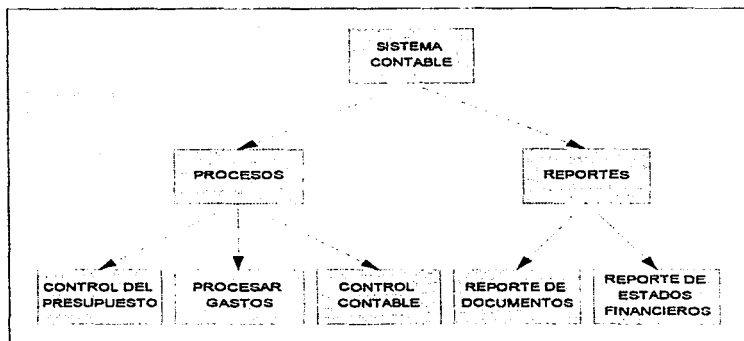 SISTEMA
CONTABLE
PROCESOS
REPORTES
CONTROL DEL
PRESUPUESTO
PROCESAR
GASTOS
CONTROL
CONTABLE
REPORTE DE
DOCUMENTOS
REPORTE DE
ESTADOS
FINANCIEROS